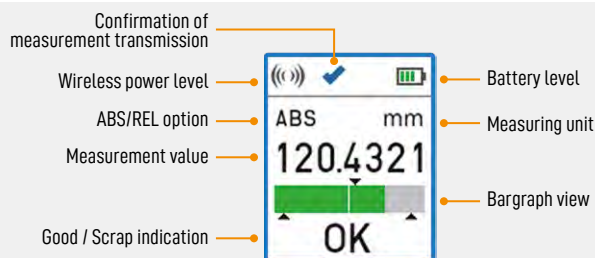 Confirmation of
measurement transmission
Wireless power level
Battery level
ABS/REL option
ABS
mm
Measuring unit
Measurement value
120.4321
Bargraph view
Good / Scrap indication
OK